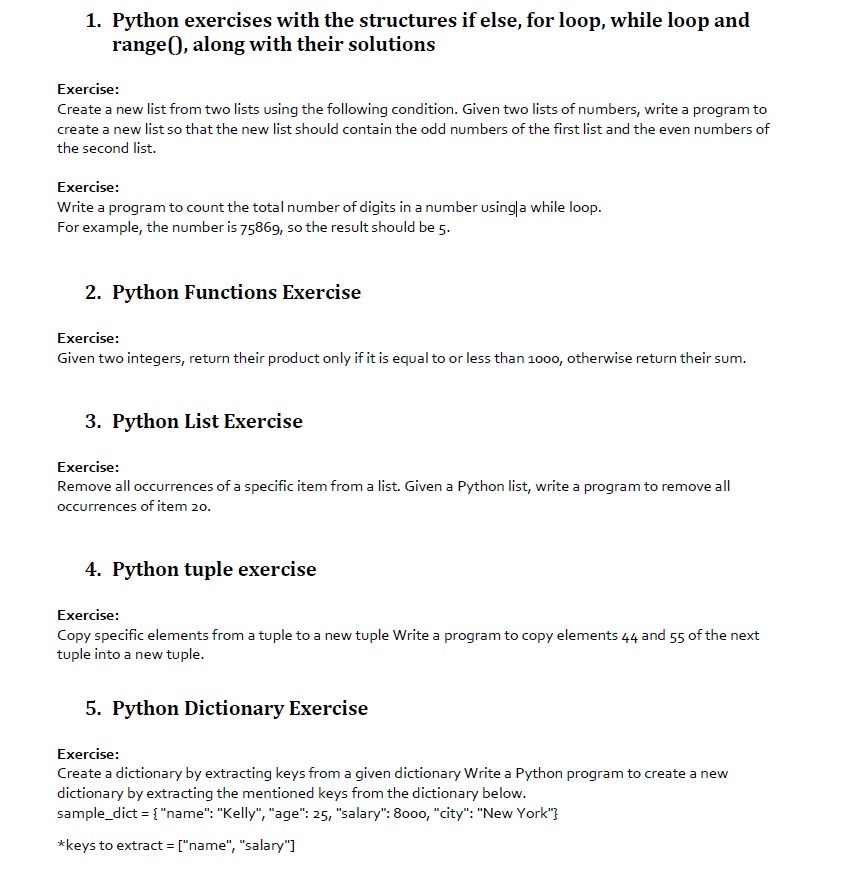 1. Python exercises with the structures if else, for loop, while loop and
range(), along with their solutions
Exercise:
Create a new list from two lists using the following condition. Given two lists of numbers, write a program to
create a new list so that the new list should contain the odd numbers of the first list and the even numbers of
the second list.
Exercise:
Write a program to count the total number of digits in a number using a while loop.
For example, the number is 75869, so the result should be 5.
2. Python Functions Exercise
Exercise:
Given two integers, return their product only if it is equal to or less than 1000, otherwise return their sum.
3. Python List Exercise
Exercise:
Remove all occurrences of a specific item from a list. Given a Python list, write a program to remove all
occurrences of item 20.
4. Python tuple exercise
Exercise:
Copy specific elements from a tuple to a new tuple Write a program to copy elements 44 and 55 of the next
tuple into a new tuple.
5. Python Dictionary Exercise
Exercise:
Create a dictionary by extracting keys from a given dictionary Write a Python program to create a new
dictionary by extracting the mentioned keys from the dictionary below.
sample_dict = { "name": "Kelly", "age": 25, "salary": 8000, "city": "New York"}
*keys to extract = ["name", "salary"]